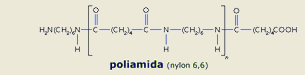 O O O
H₂N(CH₂)₆N C (CH₂)₄ C N (CH₂)₆ N C (CH₂)₄COOH
H H H n
poliamida (nylon 6,6)